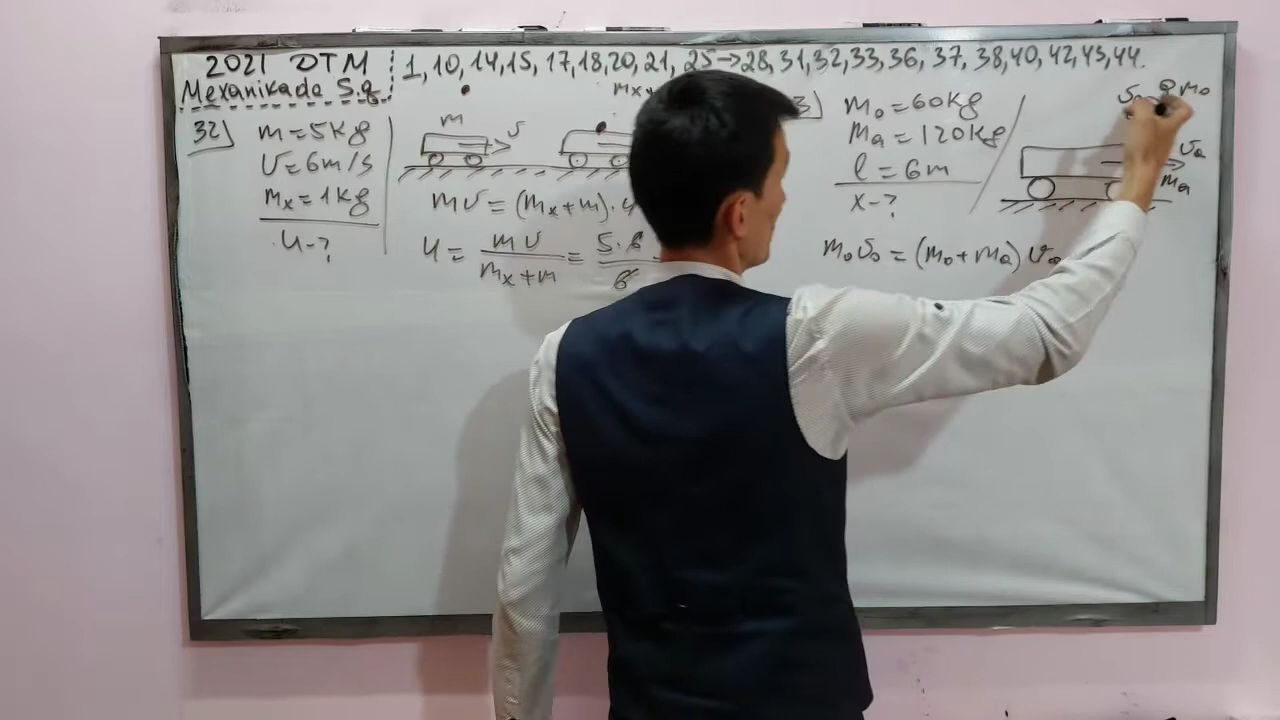 2021 DTM
Mexanikada S.q.
1, 10, 14, 15, 17, 18, 20, 21, 25→28, 31, 32, 33, 36, 37, 38, 40, 42, 43, 44.
32)
m = 5kg
υ = 6m/s
mₓ = 1kg
u - ?
m
υ
mυ = (mₓ+m)·u
u = mυ / mₓ+m = 5·6 / 6
3)
m₀ = 60kg
mₐ = 120kg
l = 6m
x - ?
m₀
υₐ
mₐ
m₀υ₀ = (m₀+mₐ)υₐ